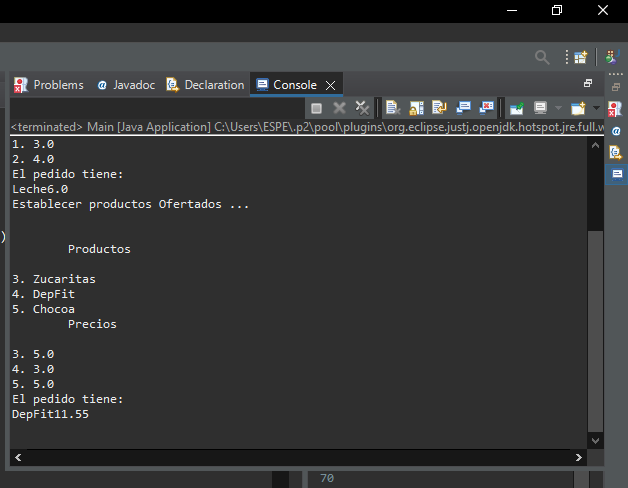 Problems Javadoc Declaration Console
<terminated> Main [Java Application] C:\Users\ESPE\.p2\pool\plugins\org.eclipse.justj.openjdk.hotspot.jre.full.w
1. 3.0
2. 4.0
El pedido tiene:
Leche6.0
Establecer productos Ofertados ...
)
Productos
3. Zucaritas
4. DepFit
5. Chocoa
Precios
3. 5.0
4. 3.0
5. 5.0
El pedido tiene:
DepFit11.55
70